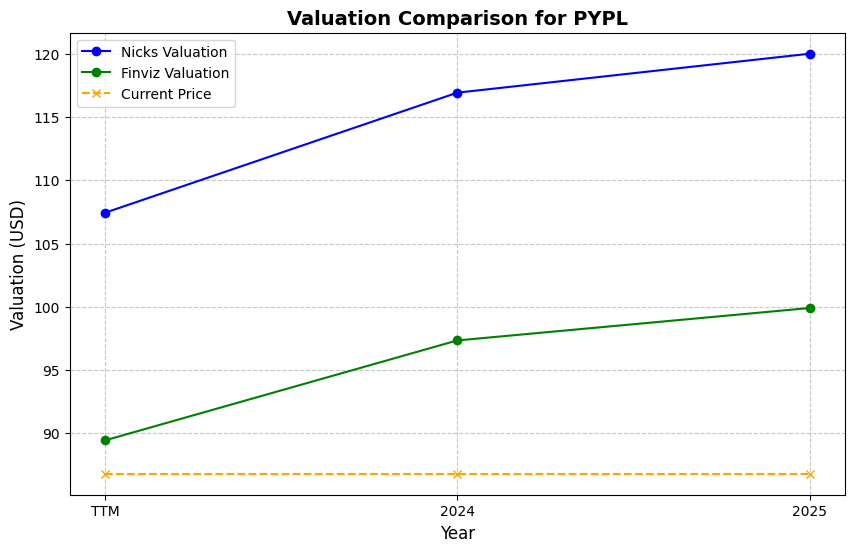 Valuation Comparison for PYPL
Nicks Valuation
Finviz Valuation
Current Price
Valuation (USD)
120
115
110
105
100
95
90
TTM
2024
2025
Year